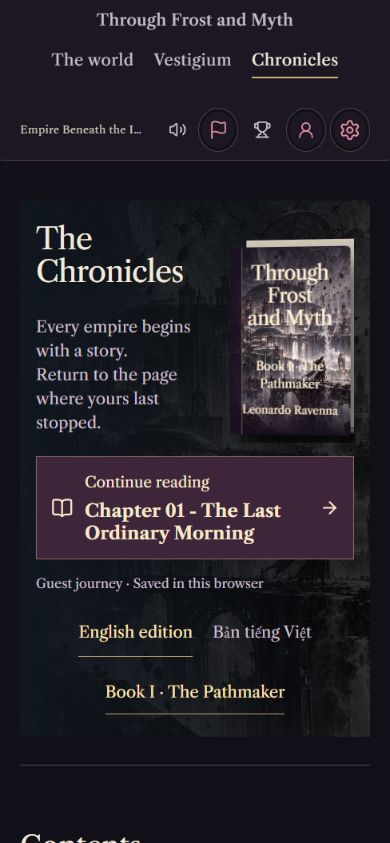 Through Frost and Myth
The world Vestigium Chronicles
Empire Beneath the I...
The
Chronicles
Every empire begins
with a story.
Return to the page
where yours last
stopped.
Through
Frost
and Myth
Book I · The
Pathmaker
Leonardo Ravenna
Continue reading
Chapter 01 - The Last
Ordinary Morning
Guest journey · Saved in this browser
English edition Bản tiếng Việt
Book I · The Pathmaker
Contents